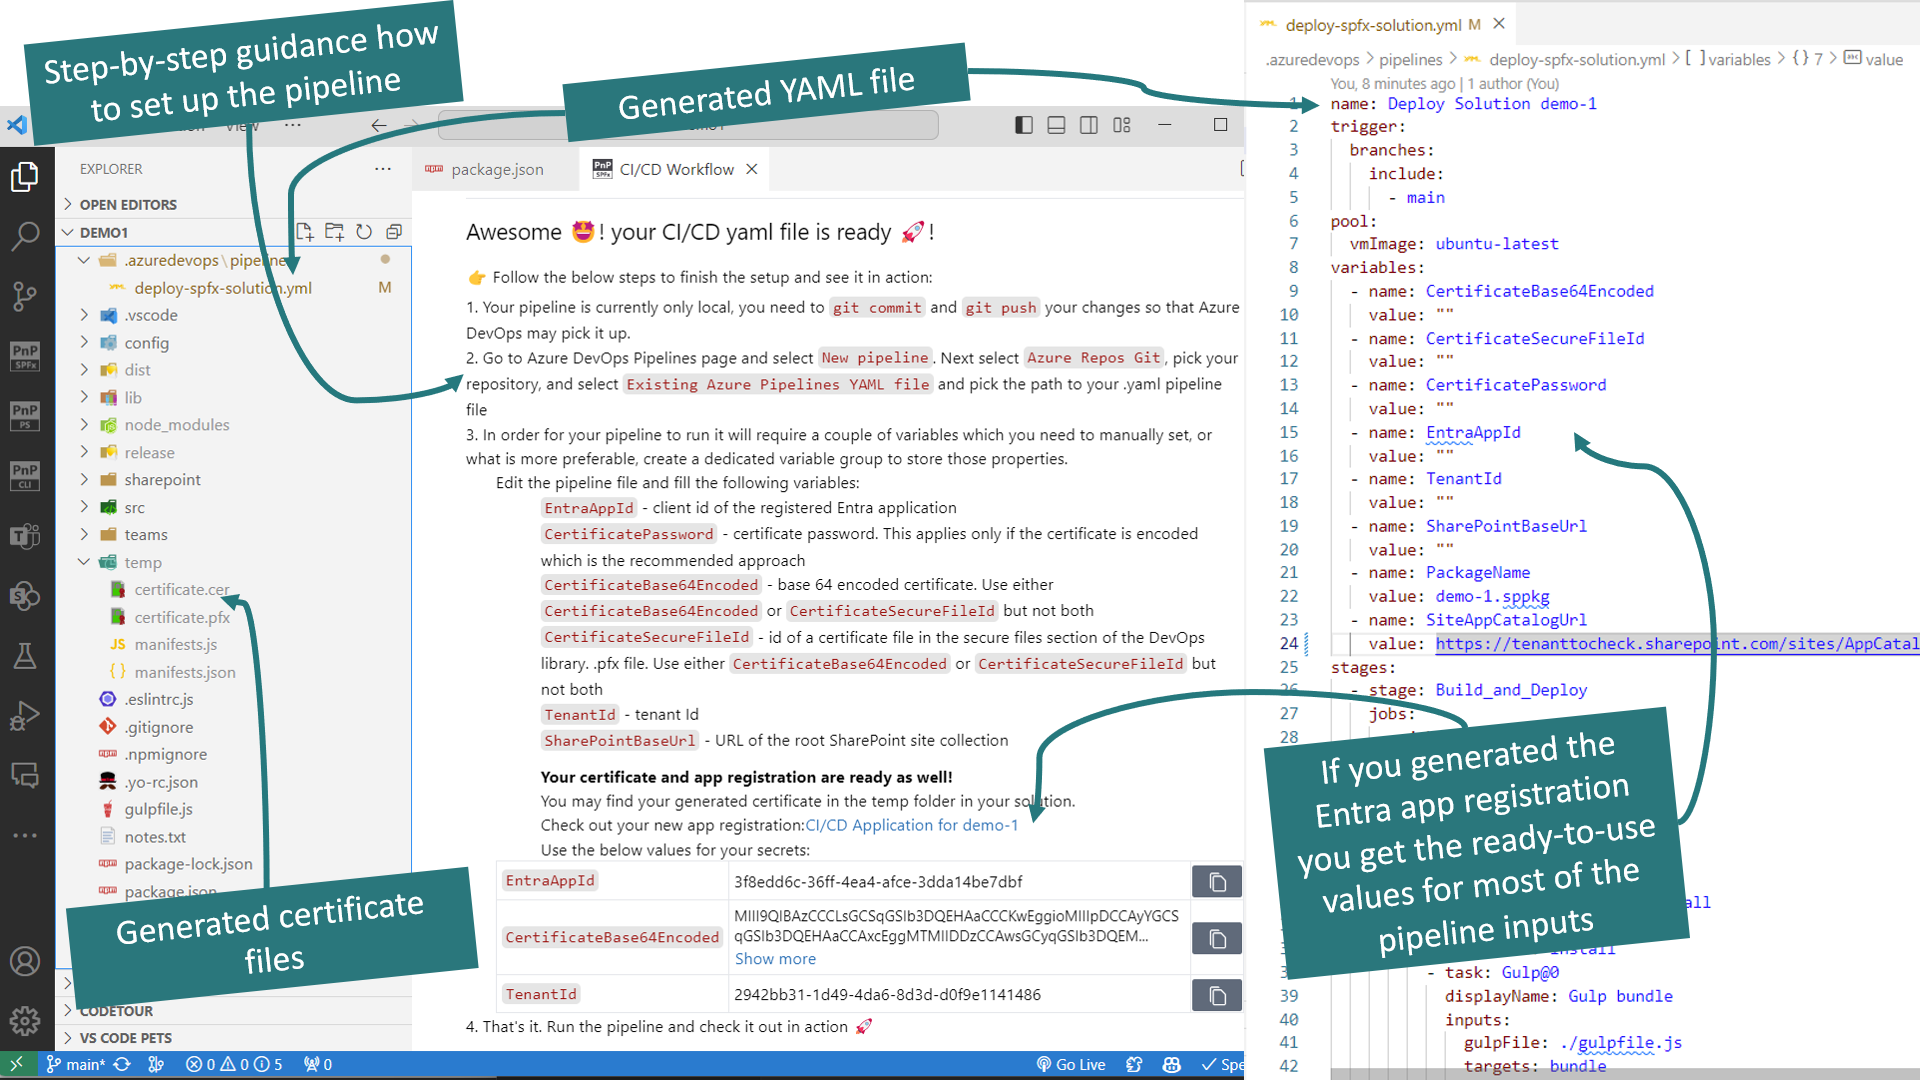 Step-by-step guidance how
to set up the pipeline
Generated YAML file
View
EXPLORER
OPEN EDITORS
DEMO1
.azuredevops \ pipeline
deploy-spfx-solution.yml M
.vscode
config
dist
lib
node_modules
release
sharepoint
src
teams
temp
certificate.cer
certificate.pfx
JS manifests.js
{} manifests.json
.eslintrc.js
.gitignore
.npmignore
.yo-rc.json
gulpfile.js
notes.txt
package-lock.json
package.json
Generated certificate
files
CODETOUR
VS CODE PETS
PnP
SPFx
PnP
PS
PnP
CLI
package.json
PnP
SPFx
CI/CD Workflow
Awesome 🤩! your CI/CD yaml file is ready 🚀!
👉 Follow the below steps to finish the setup and see it in action:
1. Your pipeline is currently only local, you need to git commit and git push your changes so that Azure
DevOps may pick it up.
2. Go to Azure DevOps Pipelines page and select New pipeline. Next select Azure Repos Git, pick your
repository, and select Existing Azure Pipelines YAML file and pick the path to your .yaml pipeline
file
3. In order for your pipeline to run it will require a couple of variables which you need to manually set, or
what is more preferable, create a dedicated variable group to store those properties.
Edit the pipeline file and fill the following variables:
EntraAppId - client id of the registered Entra application
CertificatePassword - certificate password. This applies only if the certificate is encoded
which is the recommended approach
CertificateBase64Encoded - base 64 encoded certificate. Use either
CertificateBase64Encoded or CertificateSecureFileId but not both
CertificateSecureFileId - id of a certificate file in the secure files section of the DevOps
library. .pfx file. Use either CertificateBase64Encoded or CertificateSecureFileId but
not both
TenantId - tenant Id
SharePointBaseUrl - URL of the root SharePoint site collection
Your certificate and app registration are ready as well!
You may find your generated certificate in the temp folder in your solution.
Check out your new app registration:CI/CD Application for demo-1
Use the below values for your secrets:
EntraAppId 3f8edd6c-36ff-4ea4-afce-3dda14be7dbf
CertificateBase64Encoded MIII9QIBAzCCCLsGCSqGSIb3DQEHAaCCCKwEggioMIIIpDCCAyYGCS
qGSIb3DQEHAaCCAxcEggMTMIIDDzCCAwsGCyqGSIb3DQEM...
Show more
TenantId 2942bb31-1d49-4da6-8d3d-d0f9e1141486
4. That's it. Run the pipeline and check it out in action 🚀
main* 0 0 5 0
Go Live
deploy-spfx-solution.yml M
.azuredevops > pipelines > deploy-spfx-solution.yml > [ ] variables > {} 7 > value
You, 8 minutes ago | 1 author (You)
1 name: Deploy Solution demo-1
2 trigger:
3 branches:
4 include:
5 - main
6 pool:
7 vmImage: ubuntu-latest
8 variables:
9 - name: CertificateBase64Encoded
10 value: ""
11 - name: CertificateSecureFileId
12 value: ""
13 - name: CertificatePassword
14 value: ""
15 - name: EntraAppId
16 value: ""
17 - name: TenantId
18 value: ""
19 - name: SharePointBaseUrl
20 value: ""
21 - name: PackageName
22 value: demo-1.sppkg
23 - name: SiteAppCatalogUrl
24 value: https://tenanttocheck.sharepoint.com/sites/AppCatal
25 stages:
26 - stage: Build_and_Deploy
27 jobs:
28
If you generated the
Entra app registration
you get the ready-to-use
values for most of the
pipeline inputs
- task: Gulp@0
39 displayName: Gulp bundle
40 inputs:
41 gulpFile: ./gulpfile.js
42 targets: bundle